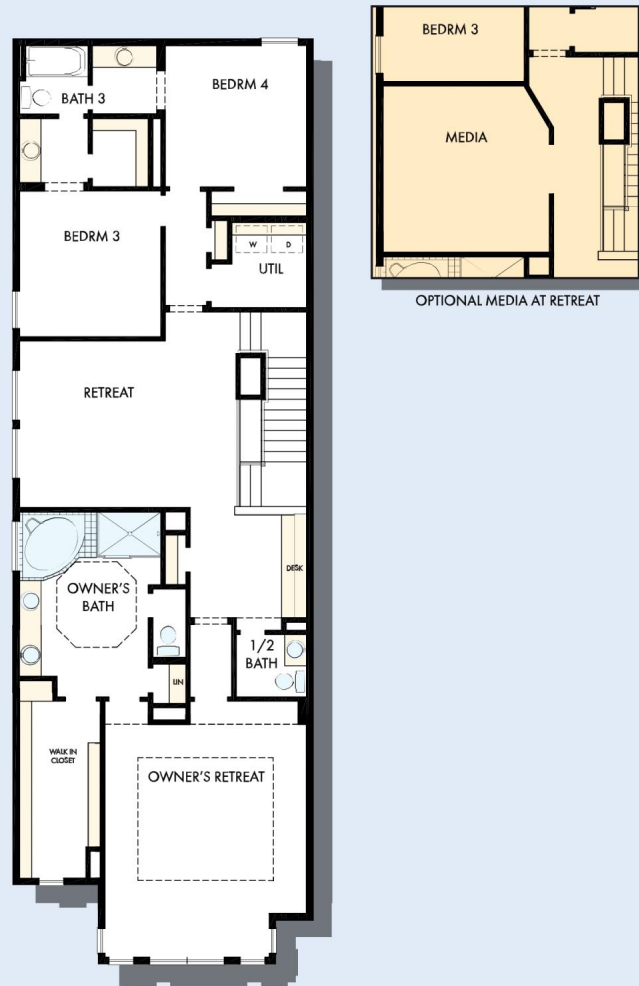 BATH 3
BEDRM 4
BEDRM 3
W
D
UTIL
RETREAT
OWNER'S
BATH
DESK
1/2
BATH
LIN
WALK IN
CLOSET
OWNER'S RETREAT
BEDRM 3
MEDIA
OPTIONAL MEDIA AT RETREAT